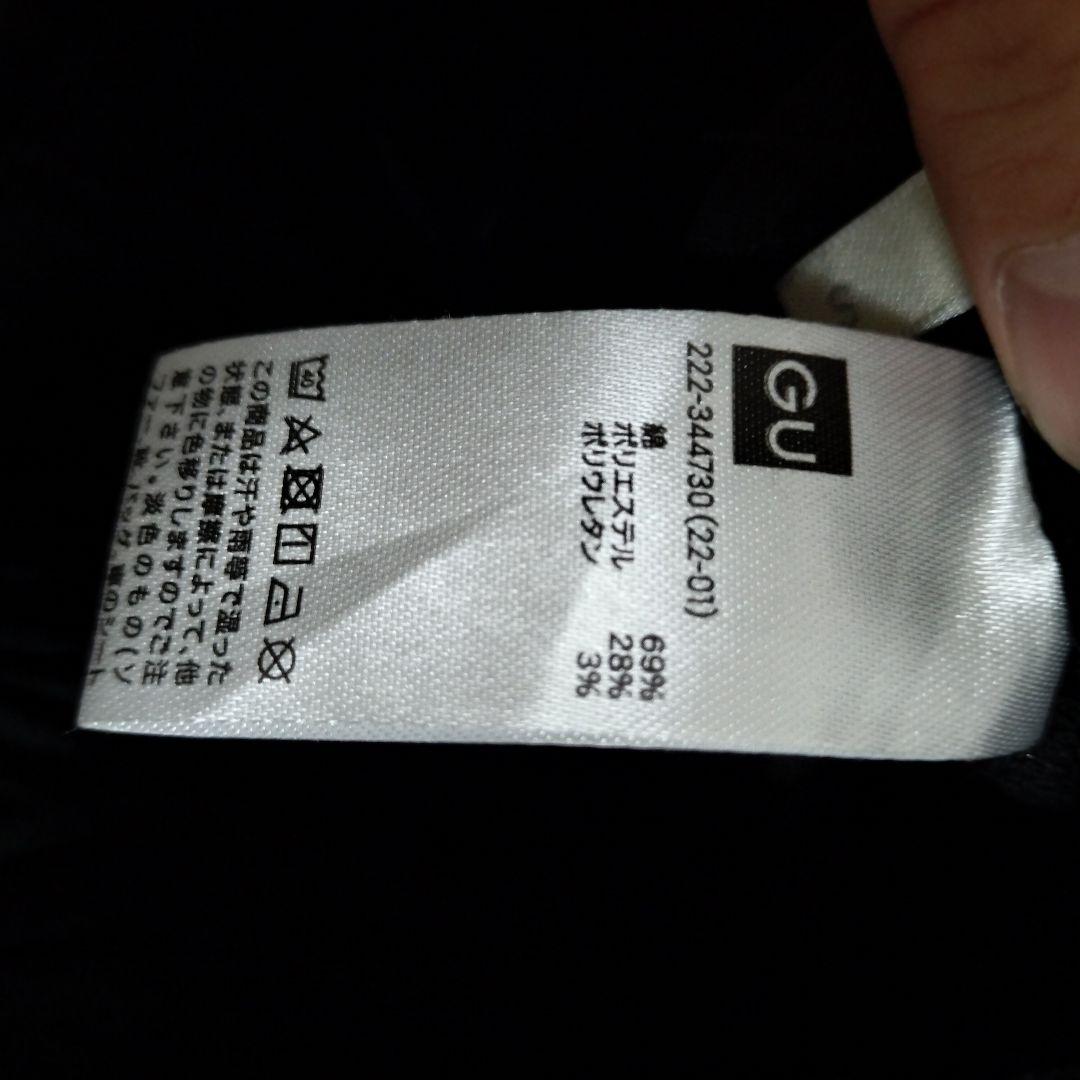 GU
222-344730 (22-01)
綿 69%
ポリエステル 28%
ポリウレタン 3%
40
この商品は汗や雨等で湿った
状態、または摩擦によって、他
の物に色移りしますのでご注
意下さい。淡色のもの(ソ